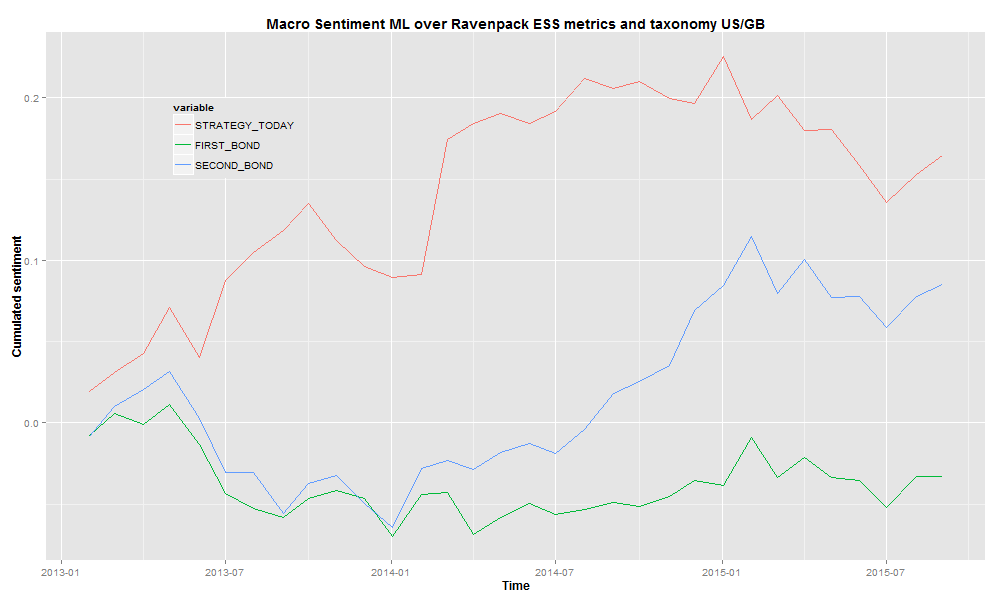 Macro Sentiment ML over Ravenpack ESS metrics and taxonomy US/GB
variable
STRATEGY_TODAY
FIRST_BOND
SECOND_BOND
Cumulated sentiment
0.2
0.1
0.0
2013-01 2013-07 2014-01 2014-07 2015-01 2015-07
Time